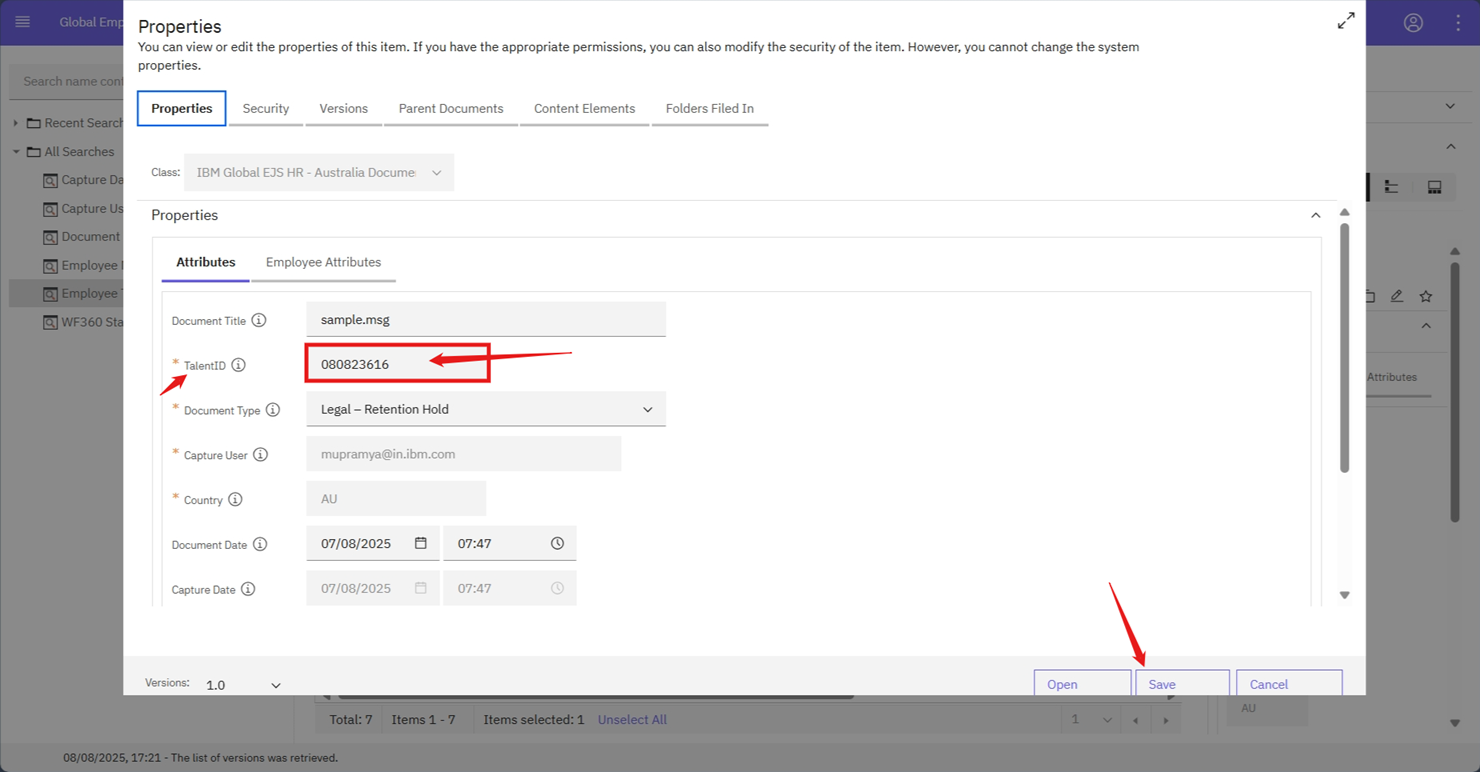 Global Emp
Properties
You can view or edit the properties of this item. If you have the appropriate permissions, you can also modify the security of the item. However, you cannot change the system
properties.
Search name cont
Properties Security Versions Parent Documents Content Elements Folders Filed In
Recent Search
All Searches
Capture Da
Capture Us
Document
Employee
Employee
WF360 Sta
Class: IBM Global EJS HR - Australia Docume
Properties
Attributes Employee Attributes
Document Title sample.msg
* TalentID 080823616
* Document Type Legal – Retention Hold
* Capture User mupramya@in.ibm.com
* Country AU
Document Date 07/08/2025 07:47
Capture Date 07/08/2025 07:47
Attributes
Versions: 1.0 Open Save Cancel
AU
Total: 7 Items 1 - 7 Items selected: 1 Unselect All 1
08/08/2025, 17:21 - The list of versions was retrieved.